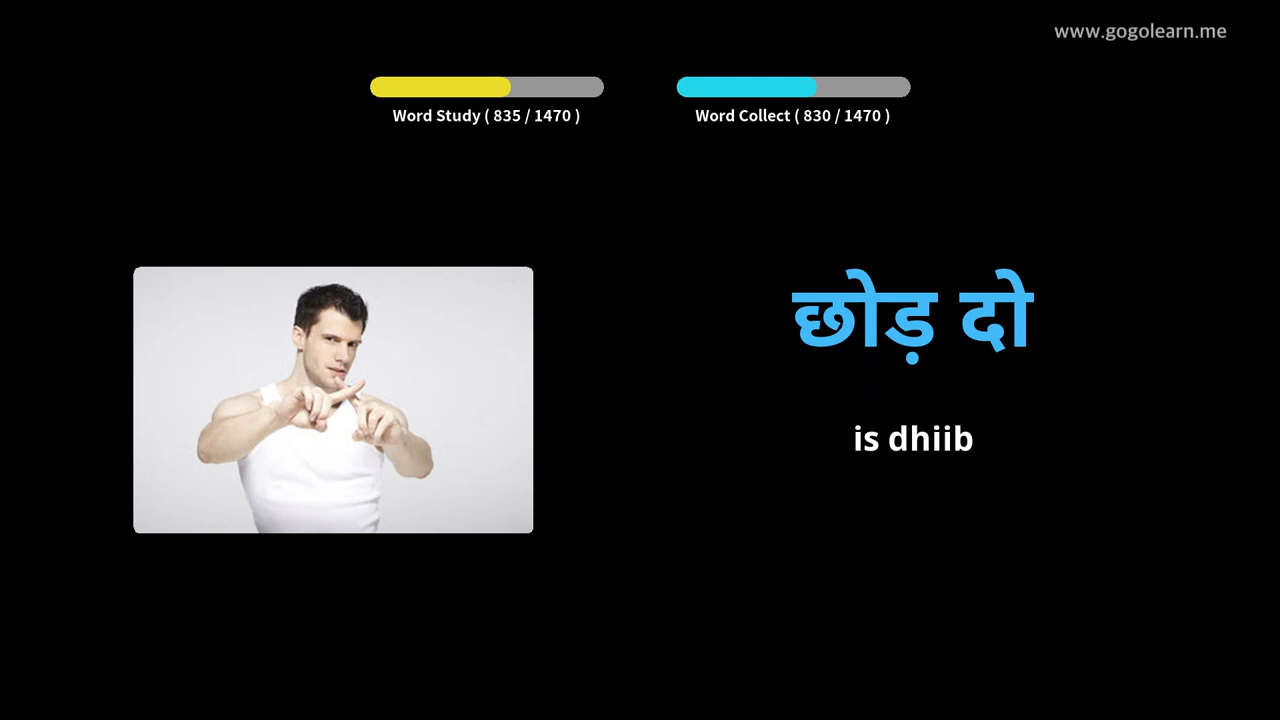 www.gogolearn.me
Word Study ( 835 / 1470 )
Word Collect ( 830 / 1470 )
छोड़ दो
is dhiib